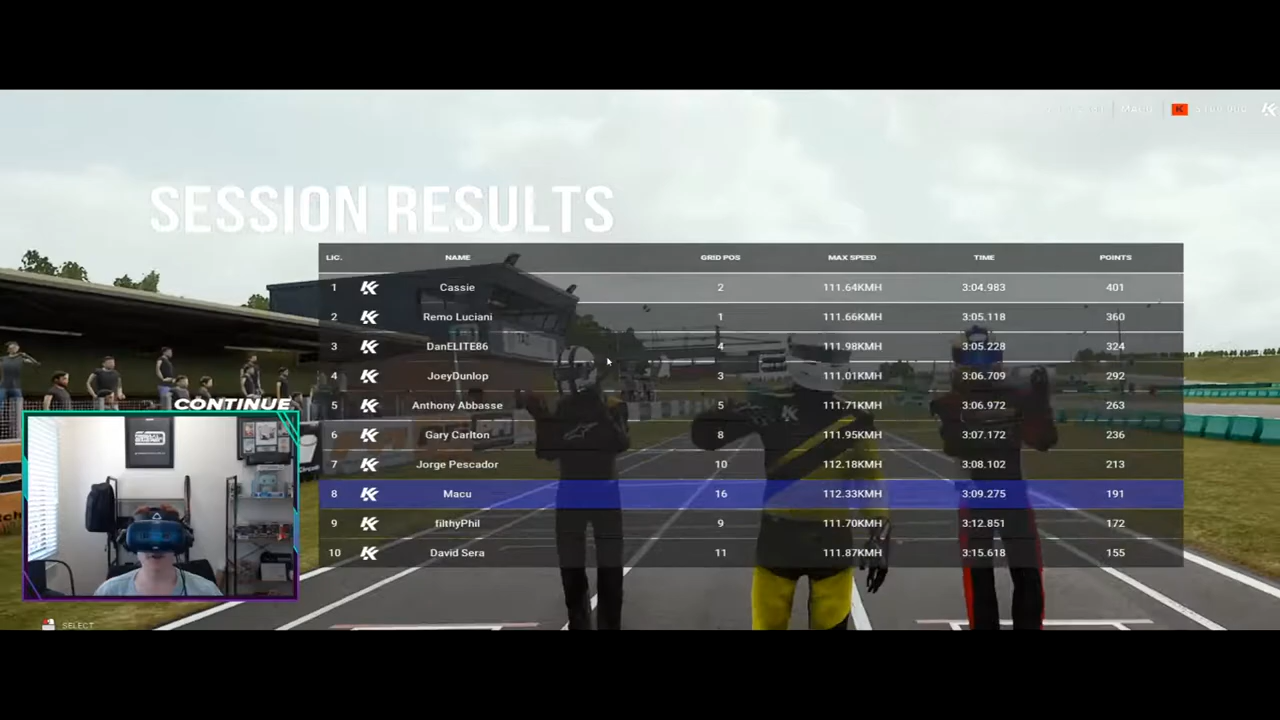 Macu
K
SESSION RESULTS
LIC. NAME GRID POS MAX SPEED TIME POINTS
1 Cassie 2 111.64KMH 3:04.983 401
2 Remo Luciani 1 111.66KMH 3:05.118 360
3 DanELITE86 4 111.98KMH 3:05.228 324
4 JoeyDunlop 3 111.01KMH 3:06.709 292
5 Anthony Abbasse 5 111.71KMH 3:06.972 263
6 Gary Carlton 8 111.95KMH 3:07.172 236
7 Jorge Pescador 10 112.18KMH 3:08.102 213
8 Macu 16 112.33KMH 3:09.275 191
9 filthyPhil 9 111.70KMH 3:12.851 172
10 David Sera 11 111.87KMH 3:15.618 155
CONTINUE
SELECT